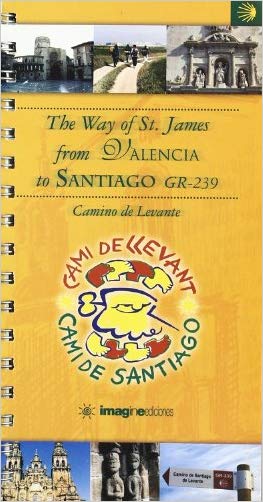 The Way of St. James
from VALENCIA
to SANTIAGO GR-239
Camino de Levante
CAMI DE LLEVANT
CAMI DE SANTIAGO
imagineediciones
Camino de Santiago
de Levante
GR-239